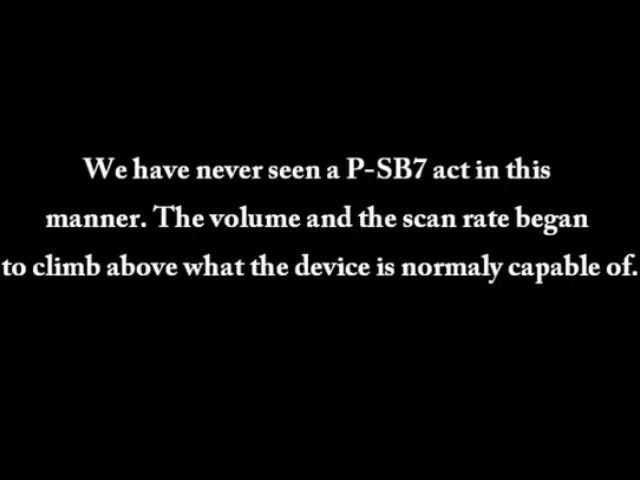 We have never seen a P-SB7 act in this
manner. The volume and the scan rate began
to climb above what the device is normaly capable of.